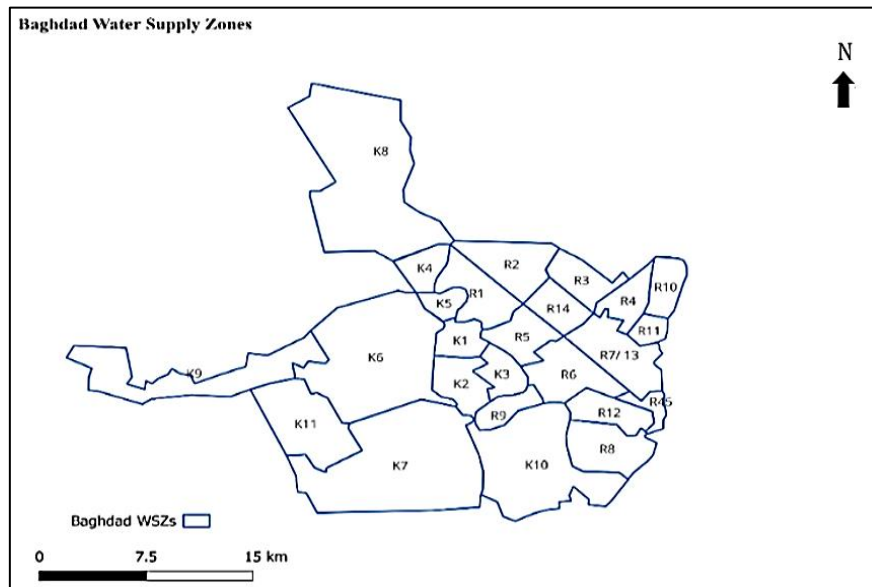 Baghdad Water Supply Zones
N
K8
K4
R2
R3
R4
R10
K5
R1
R14
R11
K1
R5
R7/ 13
K6
K9
K3
R6
K2
R9
R12
K11
R8
K7
K10
Baghdad WSZs
0 7.5 15 km